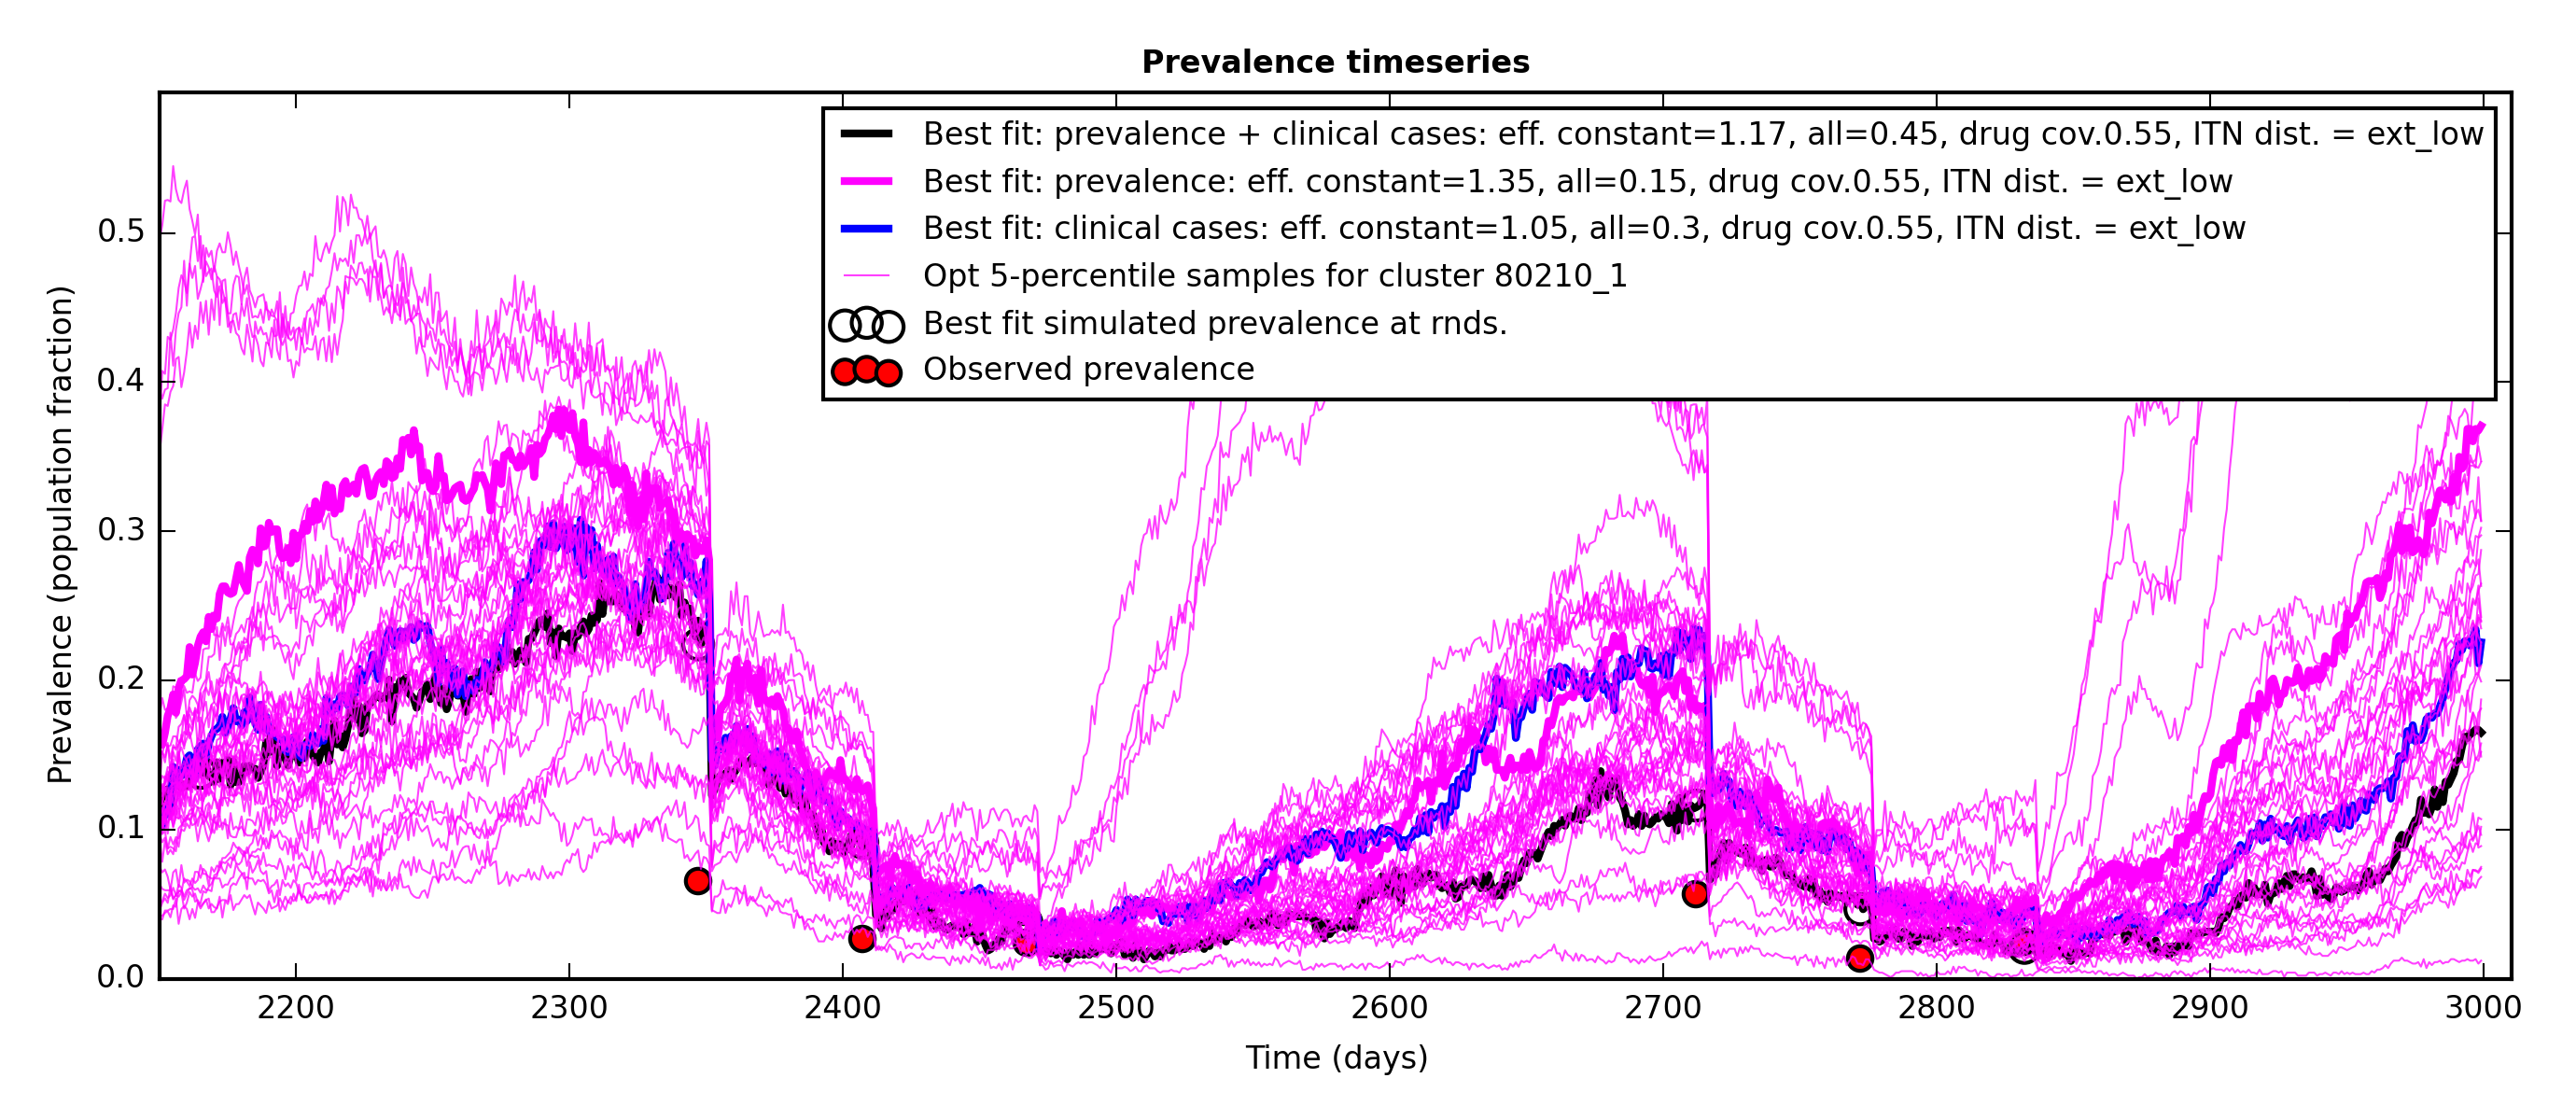 Prevalence timeseries
Best fit: prevalence + clinical cases: eff. constant=1.17, all=0.45, drug cov.0.55, ITN dist. = ext_low
Best fit: prevalence: eff. constant=1.35, all=0.15, drug cov.0.55, ITN dist. = ext_low
Best fit: clinical cases: eff. constant=1.05, all=0.3, drug cov.0.55, ITN dist. = ext_low
Opt 5-percentile samples for cluster 80210_1
Best fit simulated prevalence at rnds.
Observed prevalence
Prevalence (population fraction)
0.5
0.4
0.3
0.2
0.1
0.0
2200 2300 2400 2500 2600 2700 2800 2900 3000
Time (days)